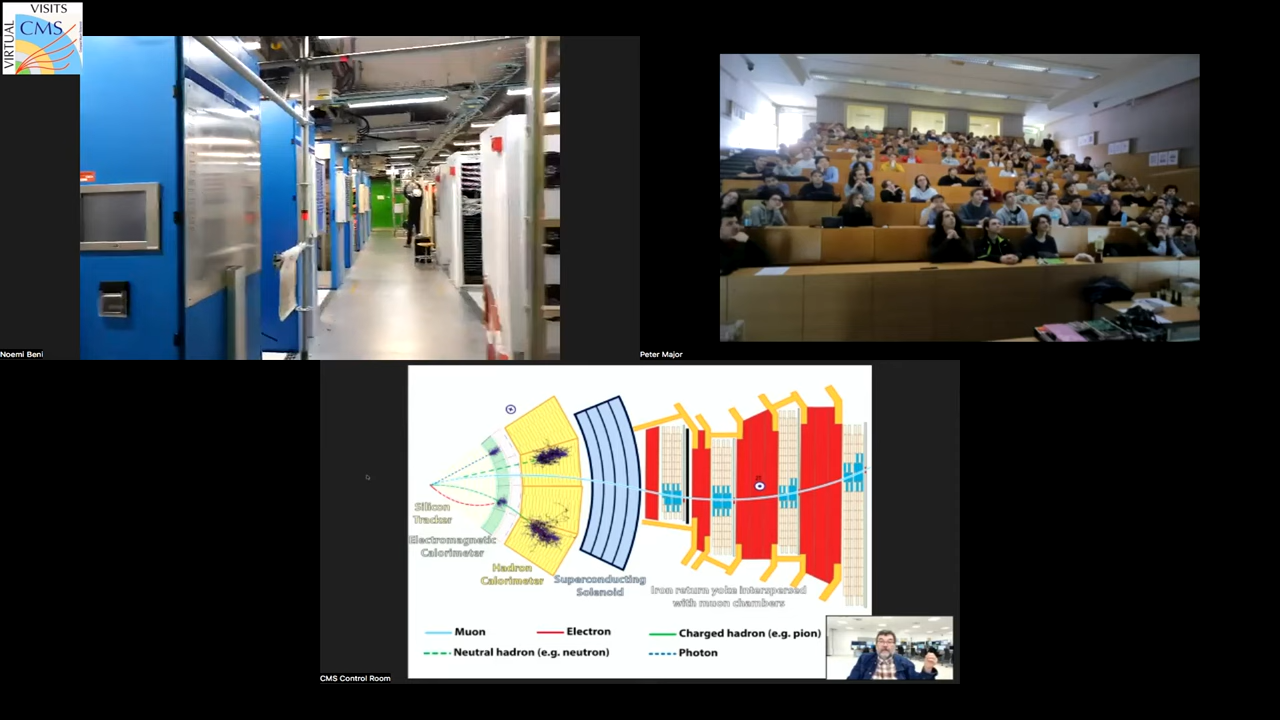 VISITS
CMS
VIRTUAL
Noemi Beni
Peter Major
Silicon
Tracker
Electromagnetic
Calorimeter
Hadron
Calorimeter
Superconducting
Solenoid
Iron return yoke interspersed
with muon chambers
Muon
Electron
Charged hadron (e.g. pion)
Neutral hadron (e.g. neutron)
Photon
CMS Control Room